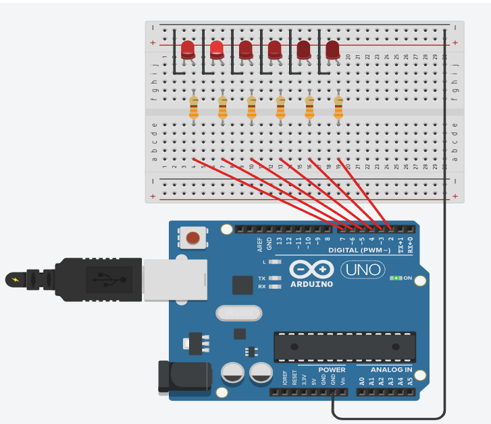 a b c d e
f g h i j
AREF
GND
13
12
~11
~10
~9
8
7
~6
~5
4
~3
2
TX→1
RX←0
DIGITAL (PWM~)
L
TX
RX
UNO
ARDUINO
ON
POWER
ANALOG IN
IOREF
RESET
3.3V
5V
GND
GND
Vin
A0
A1
A2
A3
A4
A5